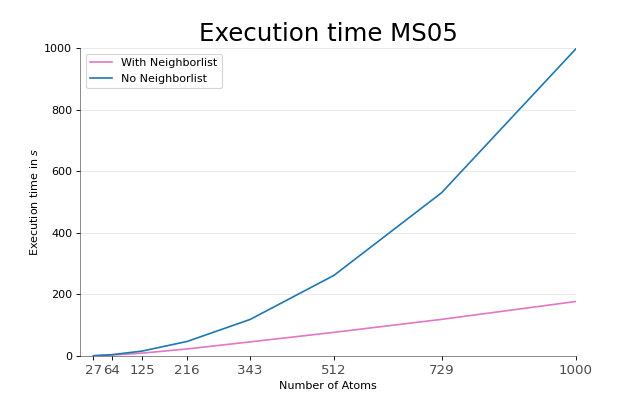 Execution time MS05
With Neighborlist
No Neighborlist
Execution time in s
1000
800
600
400
200
0
27 64 125 216 343 512 729 1000
Number of Atoms